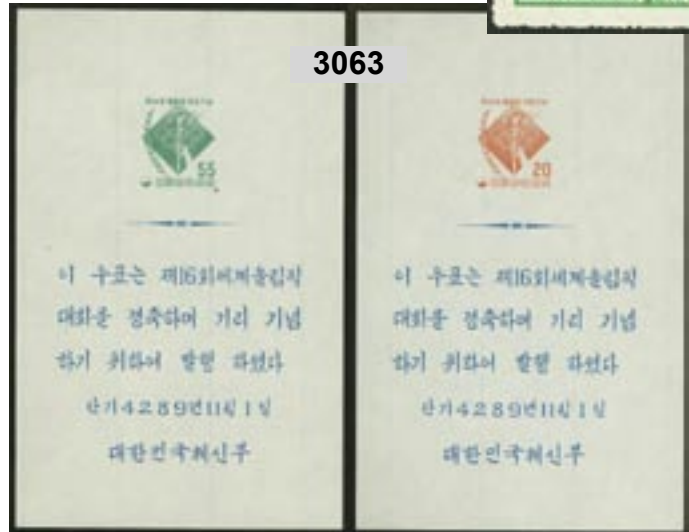 3063
55
이 우표는 제16회세계올림픽
대회를 경축하여 기리 기념
하기 위하여 발행 하였다
단기4289년11월1일
대한민국체신부
20
이 우표는 제16회세계올림픽
대회를 경축하여 기리 기념
하기 위하여 발행 하였다
단기4289년11월1일
대한민국체신부